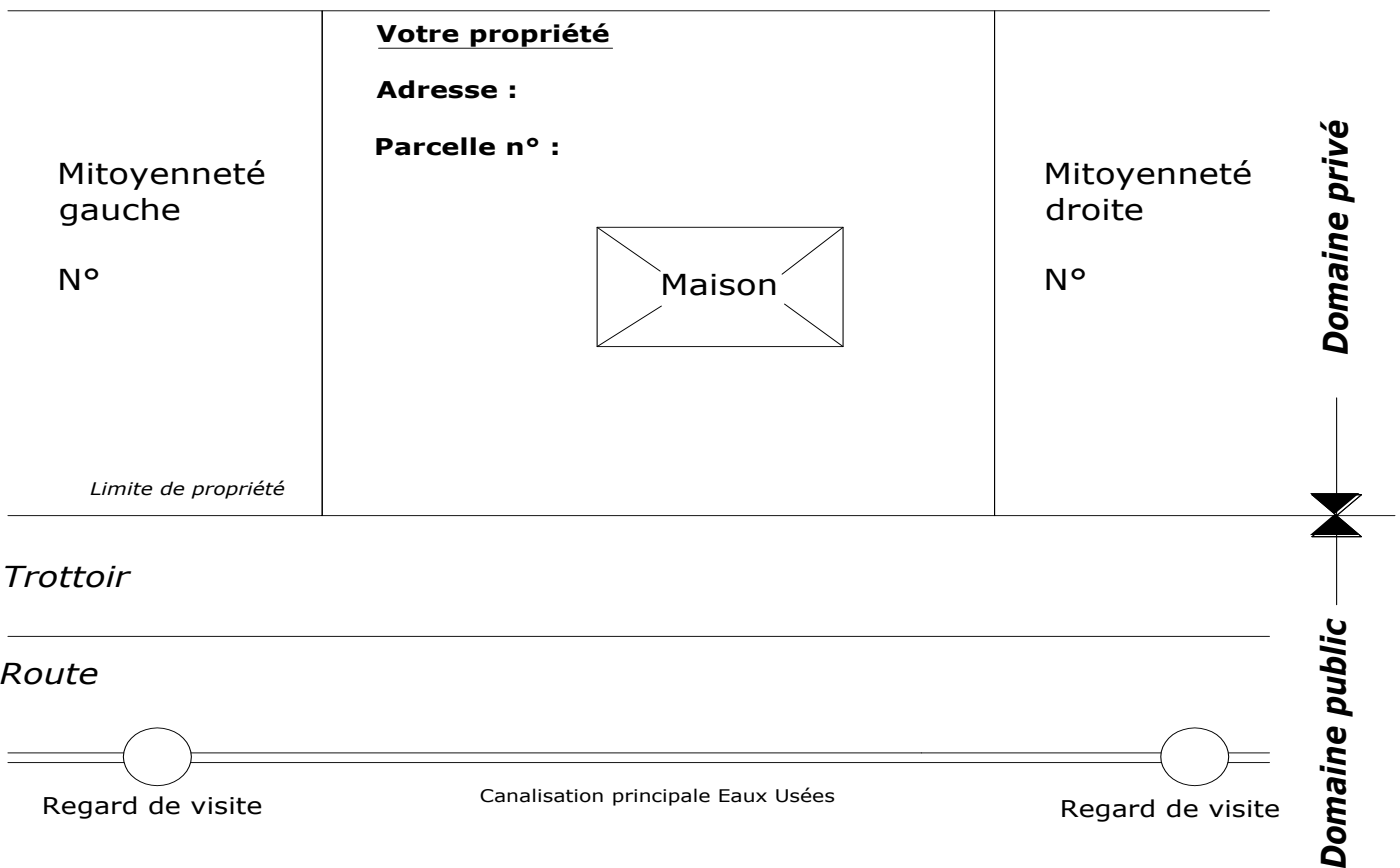 Votre propriété
Adresse :
Parcelle n° :
Mitoyenneté
gauche
N°
Maison
Mitoyenneté
droite
N°
Domaine privé
Limite de propriété
Trottoir
Route
Domaine public
Regard de visite
Canalisation principale Eaux Usées
Regard de visite